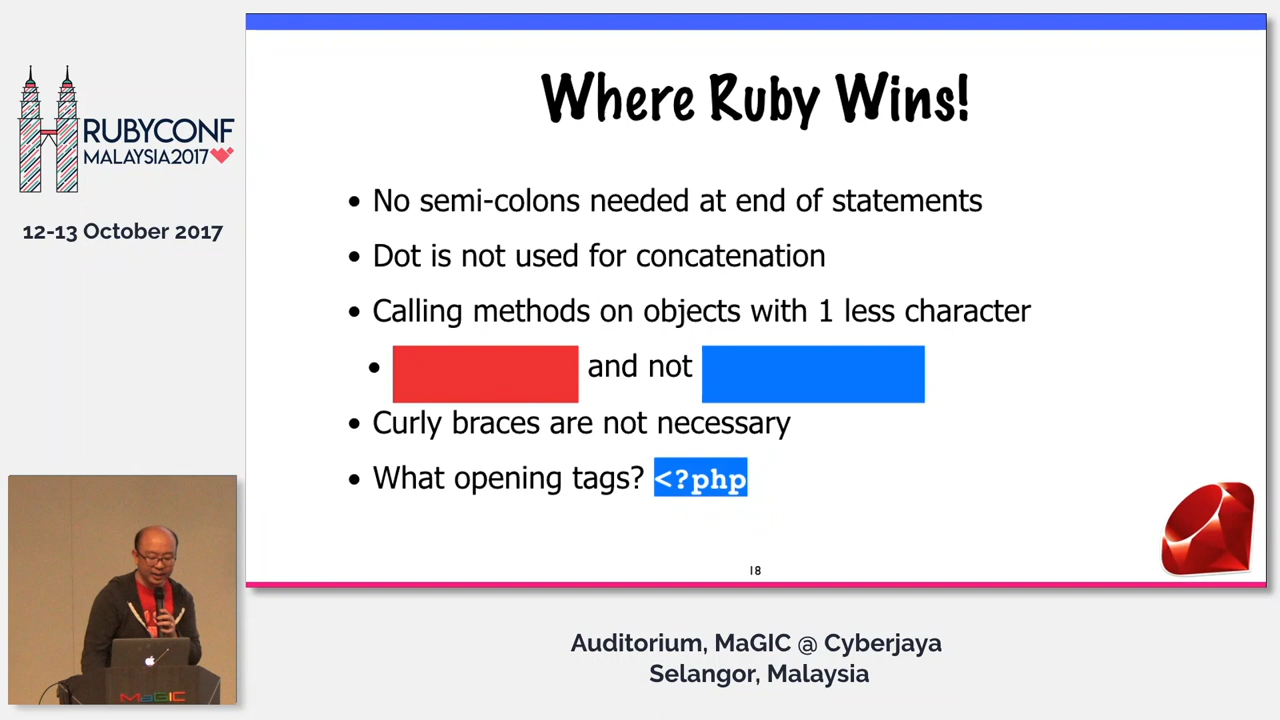 RUBYCONF
MALAYSIA2017
12-13 October 2017
Where Ruby Wins!
• No semi-colons needed at end of statements
• Dot is not used for concatenation
• Calling methods on objects with 1 less character
• and not
• Curly braces are not necessary
• What opening tags? <?php
18
MaGIC
Auditorium, MaGIC @ Cyberjaya
Selangor, Malaysia